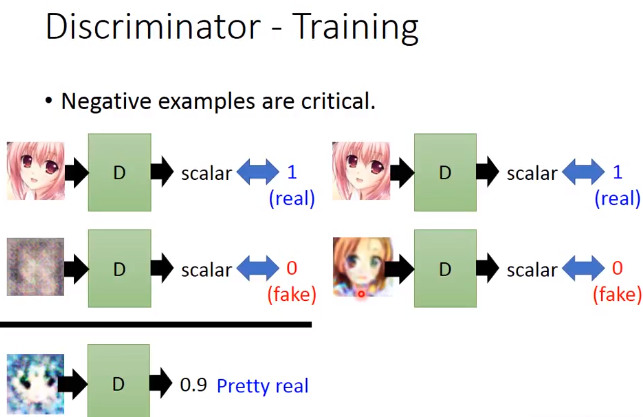 Discriminator - Training
• Negative examples are critical.
D scalar 1 D scalar 1
(real) (real)
D scalar 0 D scalar 0
(fake) (fake)
D 0.9 Pretty real